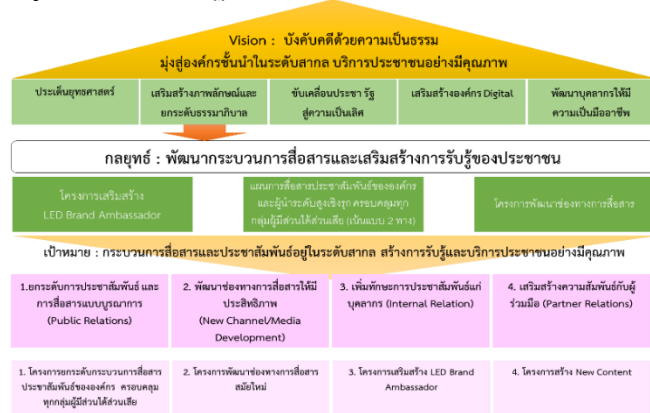 Vision : บังคับคดีด้วยความเป็นธรรม
มุ่งสู่องค์กรชั้นนำในระดับสากล บริการประชาชนอย่างมีคุณภาพ
ประเด็นยุทธศาสตร์
เสริมสร้างภาพลักษณ์และ
ยกระดับธรรมาภิบาล
ขับเคลื่อนประชา รัฐ
สู่ความเป็นเลิศ
เสริมสร้างองค์กร Digital
พัฒนาบุคลากรให้มี
ความเป็นมืออาชีพ
กลยุทธ์ : พัฒนากระบวนการสื่อสารและเสริมสร้างการรับรู้ของประชาชน
โครงการเสริมสร้าง
LED Brand Ambassador
แผนการสื่อสารประชาสัมพันธ์ขององค์กร
และผู้นำระดับสูงเชิงรุก ครอบคลุมทุก
กลุ่มผู้มีส่วนได้ส่วนเสีย (เน้นแบบ 2 ทาง)
โครงการพัฒนาช่องทางการสื่อสาร
เป้าหมาย : กระบวนการสื่อสารและประชาสัมพันธ์อยู่ในระดับสากล สร้างการรับรู้และบริการประชาชนอย่างมีคุณภาพ
1.ยกระดับการประชาสัมพันธ์ และ
การสื่อสารแบบบูรณาการ
(Public Relations)
2. พัฒนาช่องทางการสื่อสารให้มี
ประสิทธิภาพ
(New Channel/Media
Development)
3. เพิ่มทักษะการประชาสัมพันธ์แก่
บุคลากร (Internal Relation)
4. เสริมสร้างความสัมพันธ์กับผู้
ร่วมมือ (Partner Relations)
1. โครงการยกระดับกระบวนการสื่อสาร
ประชาสัมพันธ์ขององค์กร ครอบคลุม
ทุกกลุ่มผู้มีส่วนได้ส่วนเสีย
2. โครงการพัฒนาช่องทางการสื่อสาร
สมัยใหม่
3. โครงการเสริมสร้าง LED Brand
Ambassador
4. โครงการสร้าง New Content